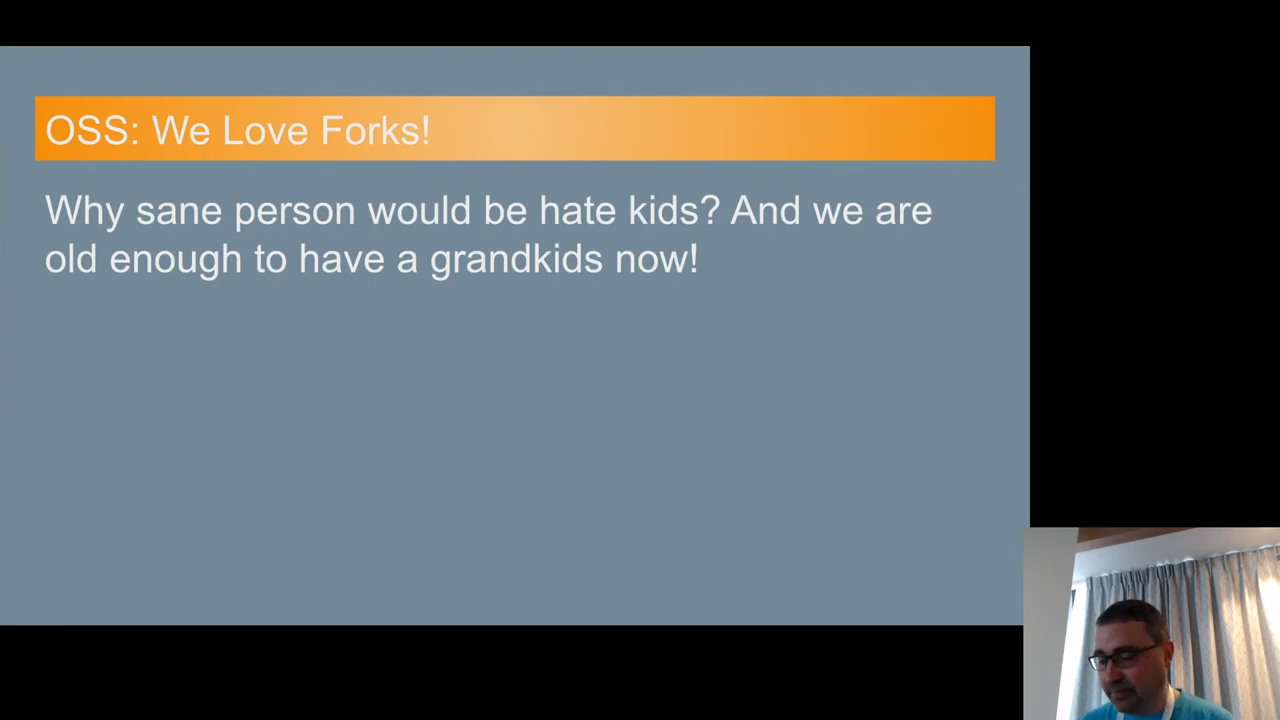 OSS: We Love Forks!
Why sane person would be hate kids? And we are
old enough to have a grandkids now!